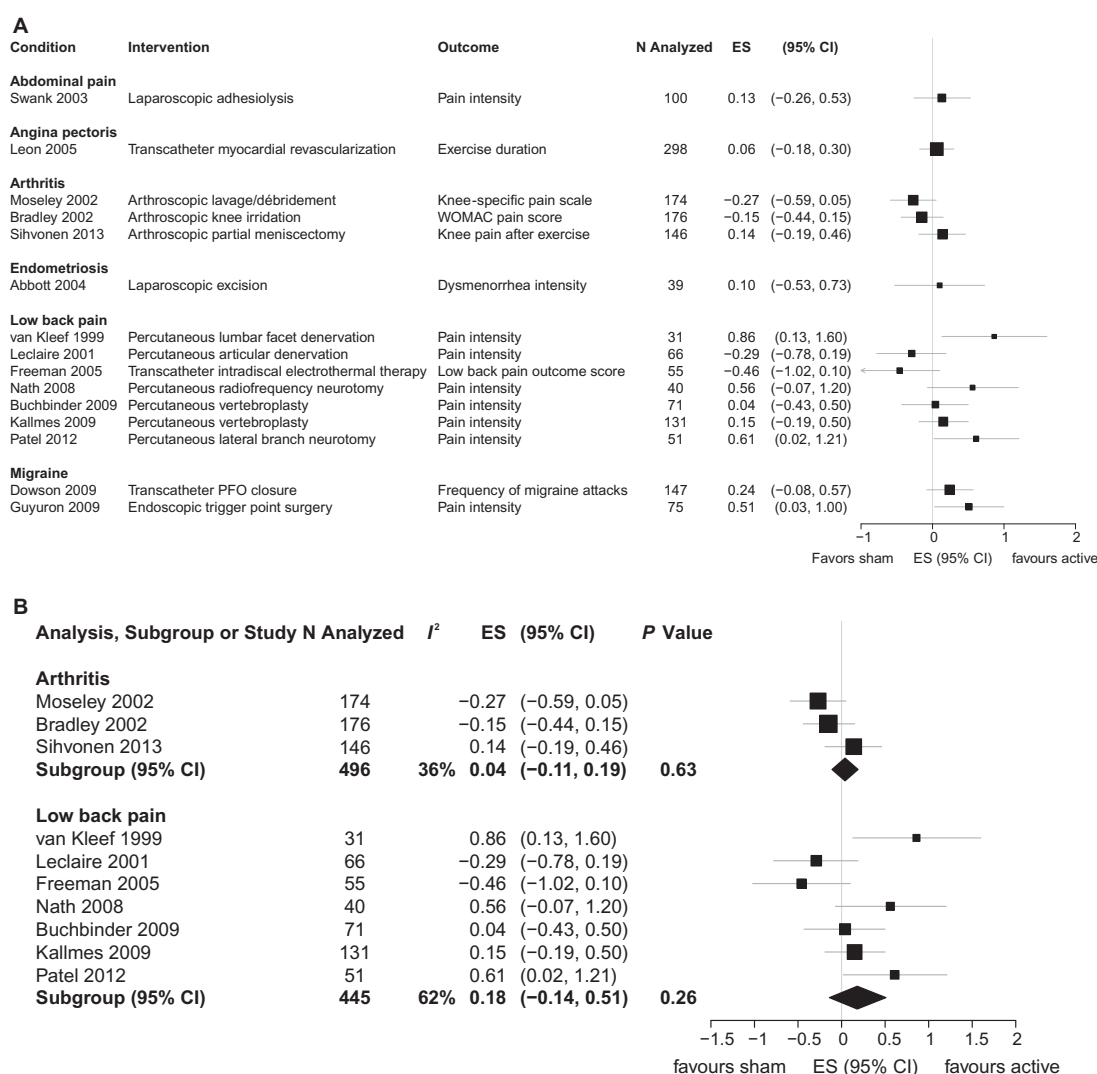 A
Condition Intervention Outcome N Analyzed ES (95% CI)
Abdominal pain
Swank 2003 Laparoscopic adhesiolysis Pain intensity 100 0.13 (−0.26, 0.53)
Angina pectoris
Leon 2005 Transcatheter myocardial revascularization Exercise duration 298 0.06 (−0.18, 0.30)
Arthritis
Moseley 2002 Arthroscopic lavage/débridement Knee-specific pain scale 174 −0.27 (−0.59, 0.05)
Bradley 2002 Arthroscopic knee irridation WOMAC pain score 176 −0.15 (−0.44, 0.15)
Sihvonen 2013 Arthroscopic partial meniscectomy Knee pain after exercise 146 0.14 (−0.19, 0.46)
Endometriosis
Abbott 2004 Laparoscopic excision Dysmenorrhea intensity 39 0.10 (−0.53, 0.73)
Low back pain
van Kleef 1999 Percutaneous lumbar facet denervation Pain intensity 31 0.86 (0.13, 1.60)
Leclaire 2001 Percutaneous articular denervation Pain intensity 66 −0.29 (−0.78, 0.19)
Freeman 2005 Transcatheter intradiscal electrothermal therapy Low back pain outcome score 55 −0.46 (−1.02, 0.10)
Nath 2008 Percutaneous radiofrequency neurotomy Pain intensity 40 0.56 (−0.07, 1.20)
Buchbinder 2009 Percutaneous vertebroplasty Pain intensity 71 0.04 (−0.43, 0.50)
Kallmes 2009 Percutaneous vertebroplasty Pain intensity 131 0.15 (−0.19, 0.50)
Patel 2012 Percutaneous lateral branch neurotomy Pain intensity 51 0.61 (0.02, 1.21)
Migraine
Dowson 2009 Transcatheter PFO closure Frequency of migraine attacks 147 0.24 (−0.08, 0.57)
Guyuron 2009 Endoscopic trigger point surgery Pain intensity 75 0.51 (0.03, 1.00)
−1 0 1 2
Favors sham ES (95% CI) favours active
B
Analysis, Subgroup or Study N Analyzed I² ES (95% CI) P Value
Arthritis
Moseley 2002 174 −0.27 (−0.59, 0.05)
Bradley 2002 176 −0.15 (−0.44, 0.15)
Sihvonen 2013 146 0.14 (−0.19, 0.46)
Subgroup (95% CI) 496 36% 0.04 (−0.11, 0.19) 0.63
Low back pain
van Kleef 1999 31 0.86 (0.13, 1.60)
Leclaire 2001 66 −0.29 (−0.78, 0.19)
Freeman 2005 55 −0.46 (−1.02, 0.10)
Nath 2008 40 0.56 (−0.07, 1.20)
Buchbinder 2009 71 0.04 (−0.43, 0.50)
Kallmes 2009 131 0.15 (−0.19, 0.50)
Patel 2012 51 0.61 (0.02, 1.21)
Subgroup (95% CI) 445 62% 0.18 (−0.14, 0.51) 0.26
−1.5 −1 −0.5 0 0.5 1 1.5 2
favours sham ES (95% CI) favours active